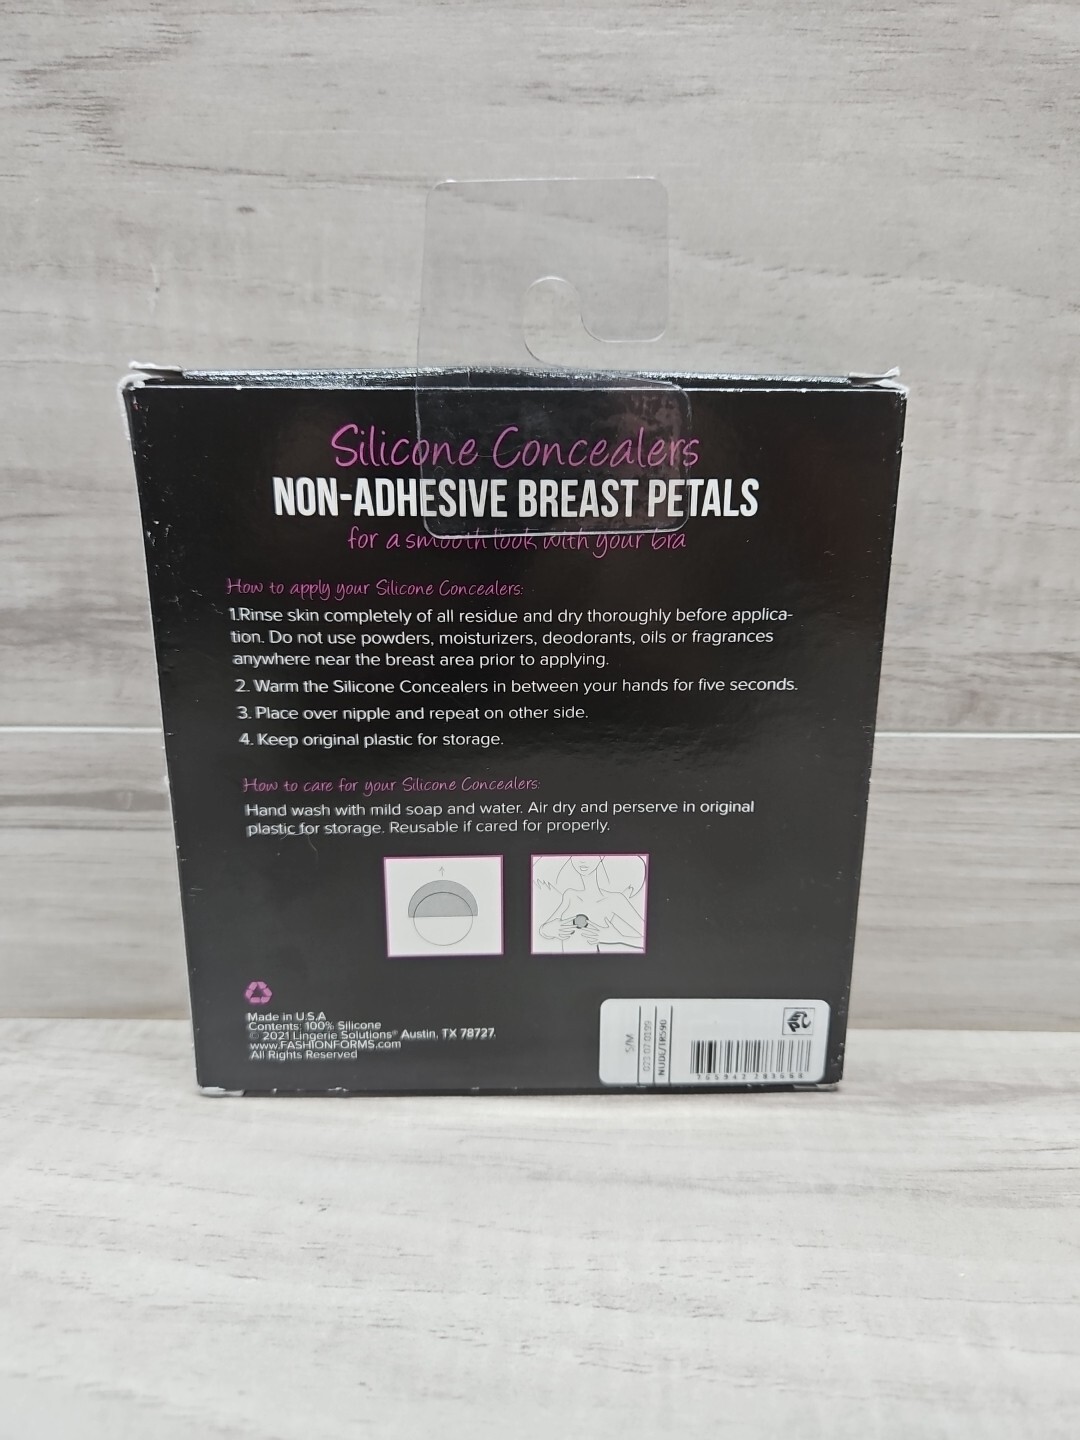 Silicone Concealers
NON-ADHESIVE BREAST PETALS
for a smooth look with your bra
How to apply your Silicone Concealers:
1.Rinse skin completely of all residue and dry thoroughly before applica-
tion. Do not use powders, moisturizers, deodorants, oils or fragrances
anywhere near the breast area prior to applying.
2. Warm the Silicone Concealers in between your hands for five seconds.
3. Place over nipple and repeat on other side.
4. Keep original plastic for storage.
How to care for your Silicone Concealers:
Hand wash with mild soap and water. Air dry and perserve in original
plastic for storage. Reusable if cared for properly.
Made in U.S.A
Contents: 100% Silicone
© 2021 Lingerie Solutions® Austin, TX 78727.
www.FASHIONFORMS.com
All Rights Reserved
S/M